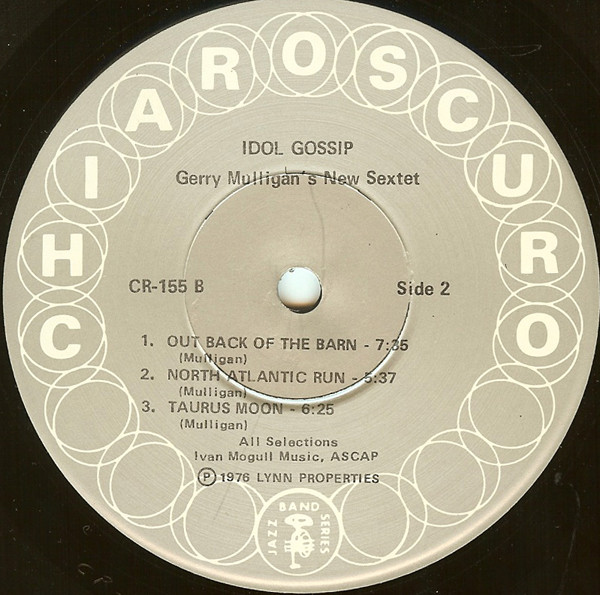 CHIAROSCURO
IDOL GOSSIP
Gerry Mulligan's New Sextet
CR-155 B
Side 2
1. OUT BACK OF THE BARN - 7:35
(Mulligan)
2. NORTH ATLANTIC RUN - 5:37
(Mulligan)
3. TAURUS MOON - 6:25
(Mulligan)
All Selections
Ivan Mogull Music, ASCAP
Ⓟ 1976 LYNN PROPERTIES
JAZZ BAND SERIES